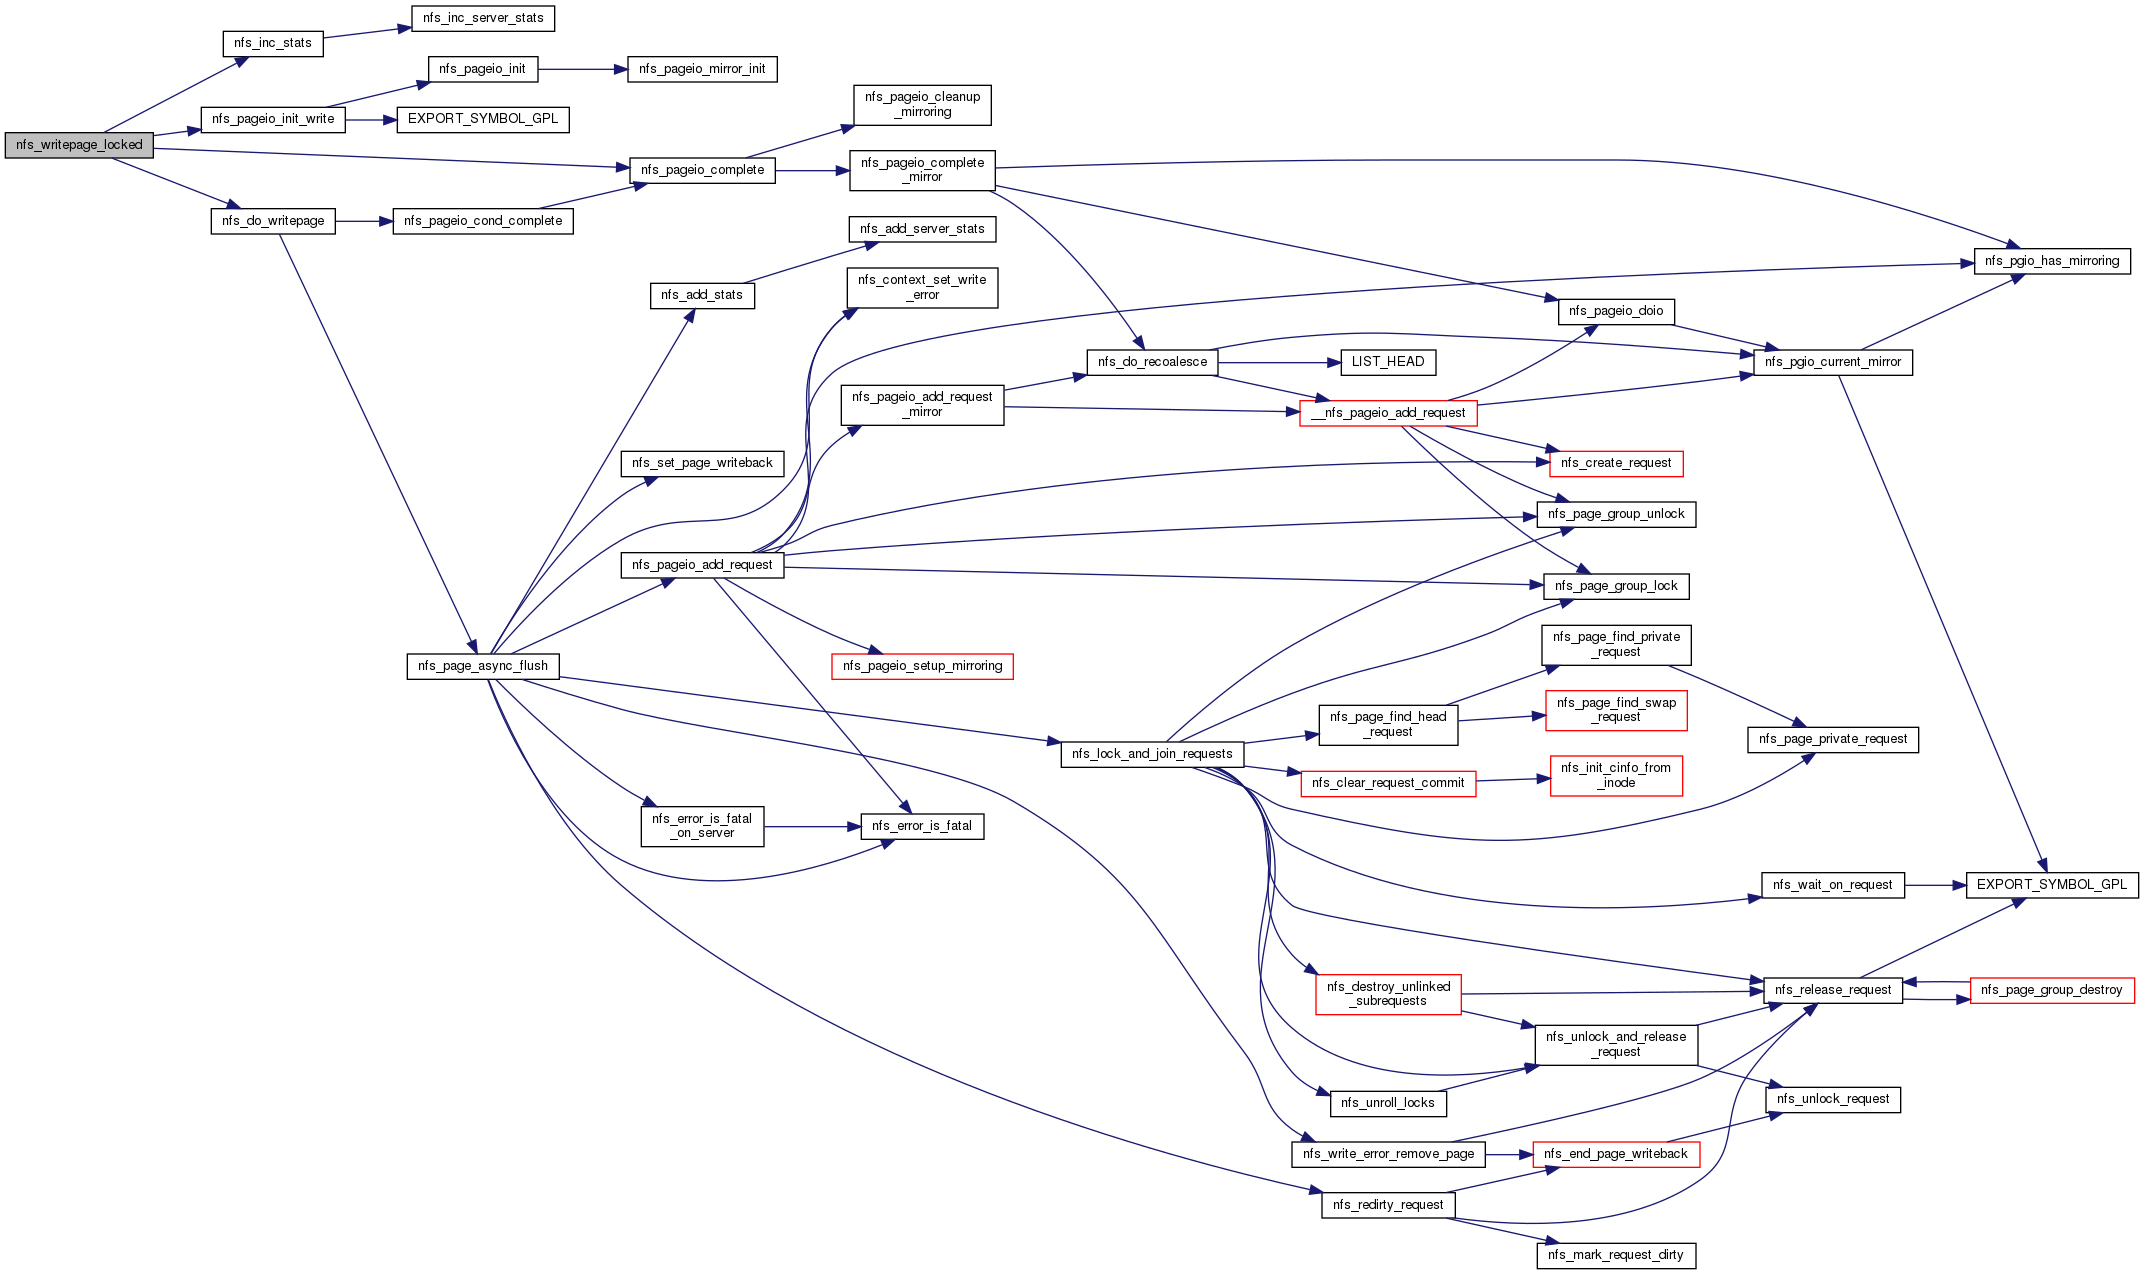 nfs_inc_server_stats
nfs_inc_stats
nfs_pageio_init
nfs_pageio_mirror_init
nfs_pageio_cleanup
_mirroring
nfs_pageio_init_write
EXPORT_SYMBOL_GPL
nfs_writepage_locked
nfs_pageio_complete
nfs_pageio_complete
_mirror
nfs_do_writepage
nfs_pageio_cond_complete
nfs_add_server_stats
nfs_pgio_has_mirroring
nfs_context_set_write
_error
nfs_add_stats
nfs_pageio_doio
nfs_do_recoalesce
LIST_HEAD
nfs_pgio_current_mirror
nfs_pageio_add_request
_mirror
__nfs_pageio_add_request
nfs_set_page_writeback
nfs_create_request
nfs_page_group_unlock
nfs_pageio_add_request
nfs_page_group_lock
nfs_page_find_private
_request
nfs_page_async_flush
nfs_pageio_setup_mirroring
nfs_page_find_swap
_request
nfs_page_find_head
_request
nfs_page_private_request
nfs_lock_and_join_requests
nfs_clear_request_commit
nfs_init_cinfo_from
_inode
nfs_error_is_fatal
_on_server
nfs_error_is_fatal
nfs_wait_on_request
EXPORT_SYMBOL_GPL
nfs_destroy_unlinked
_subrequests
nfs_release_request
nfs_page_group_destroy
nfs_unlock_and_release
_request
nfs_unroll_locks
nfs_unlock_request
nfs_write_error_remove_page
nfs_end_page_writeback
nfs_redirty_request
nfs_mark_request_dirty